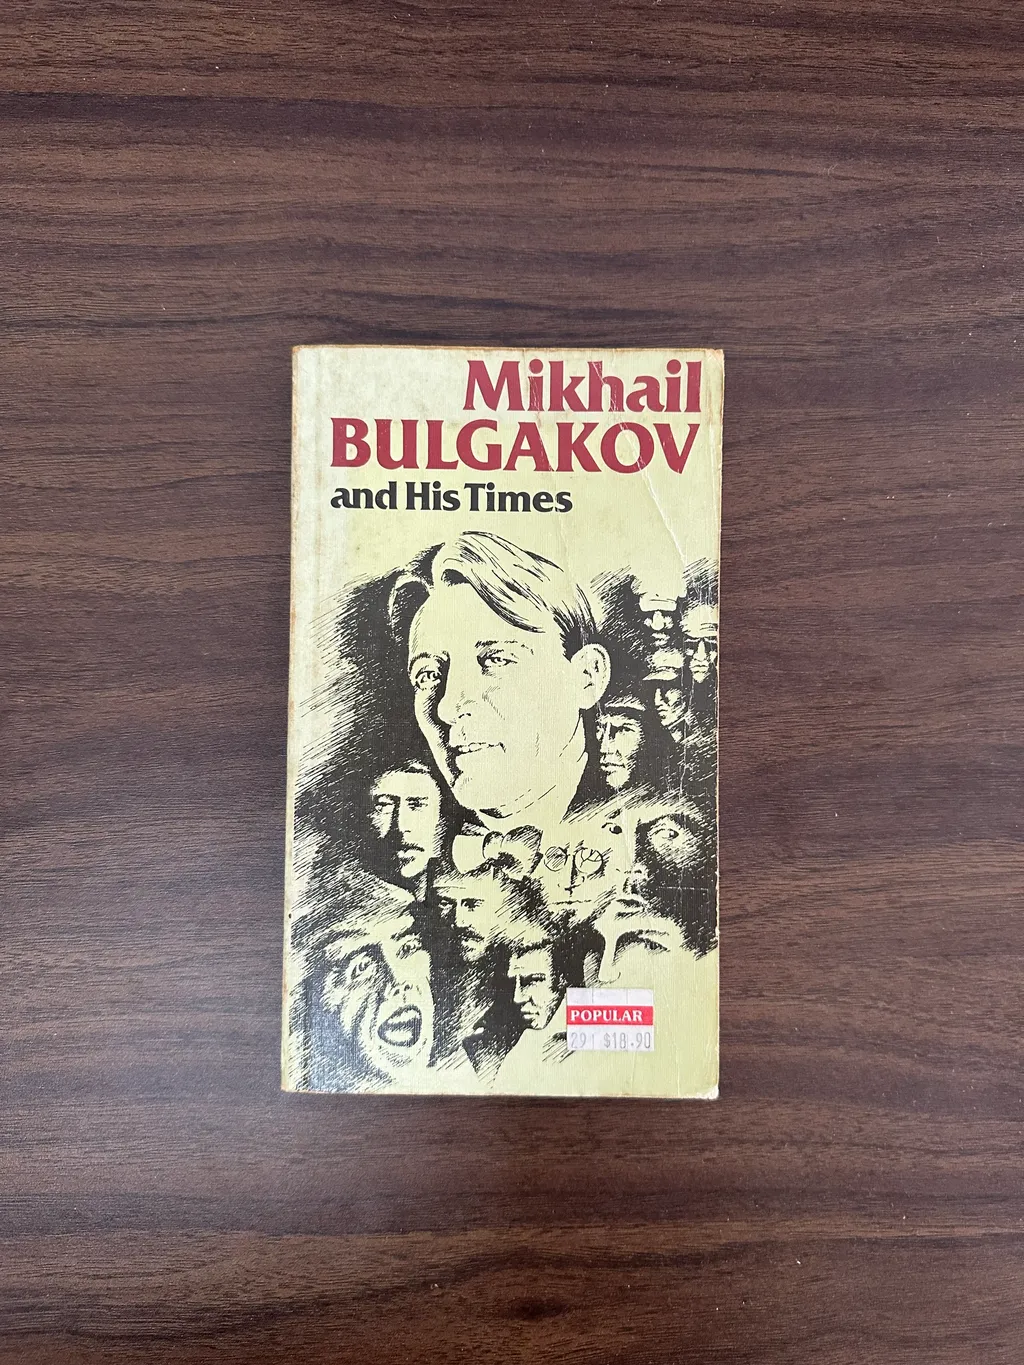 Mikhail
BULGAKOV
and His Times
POPULAR
291 $18.90